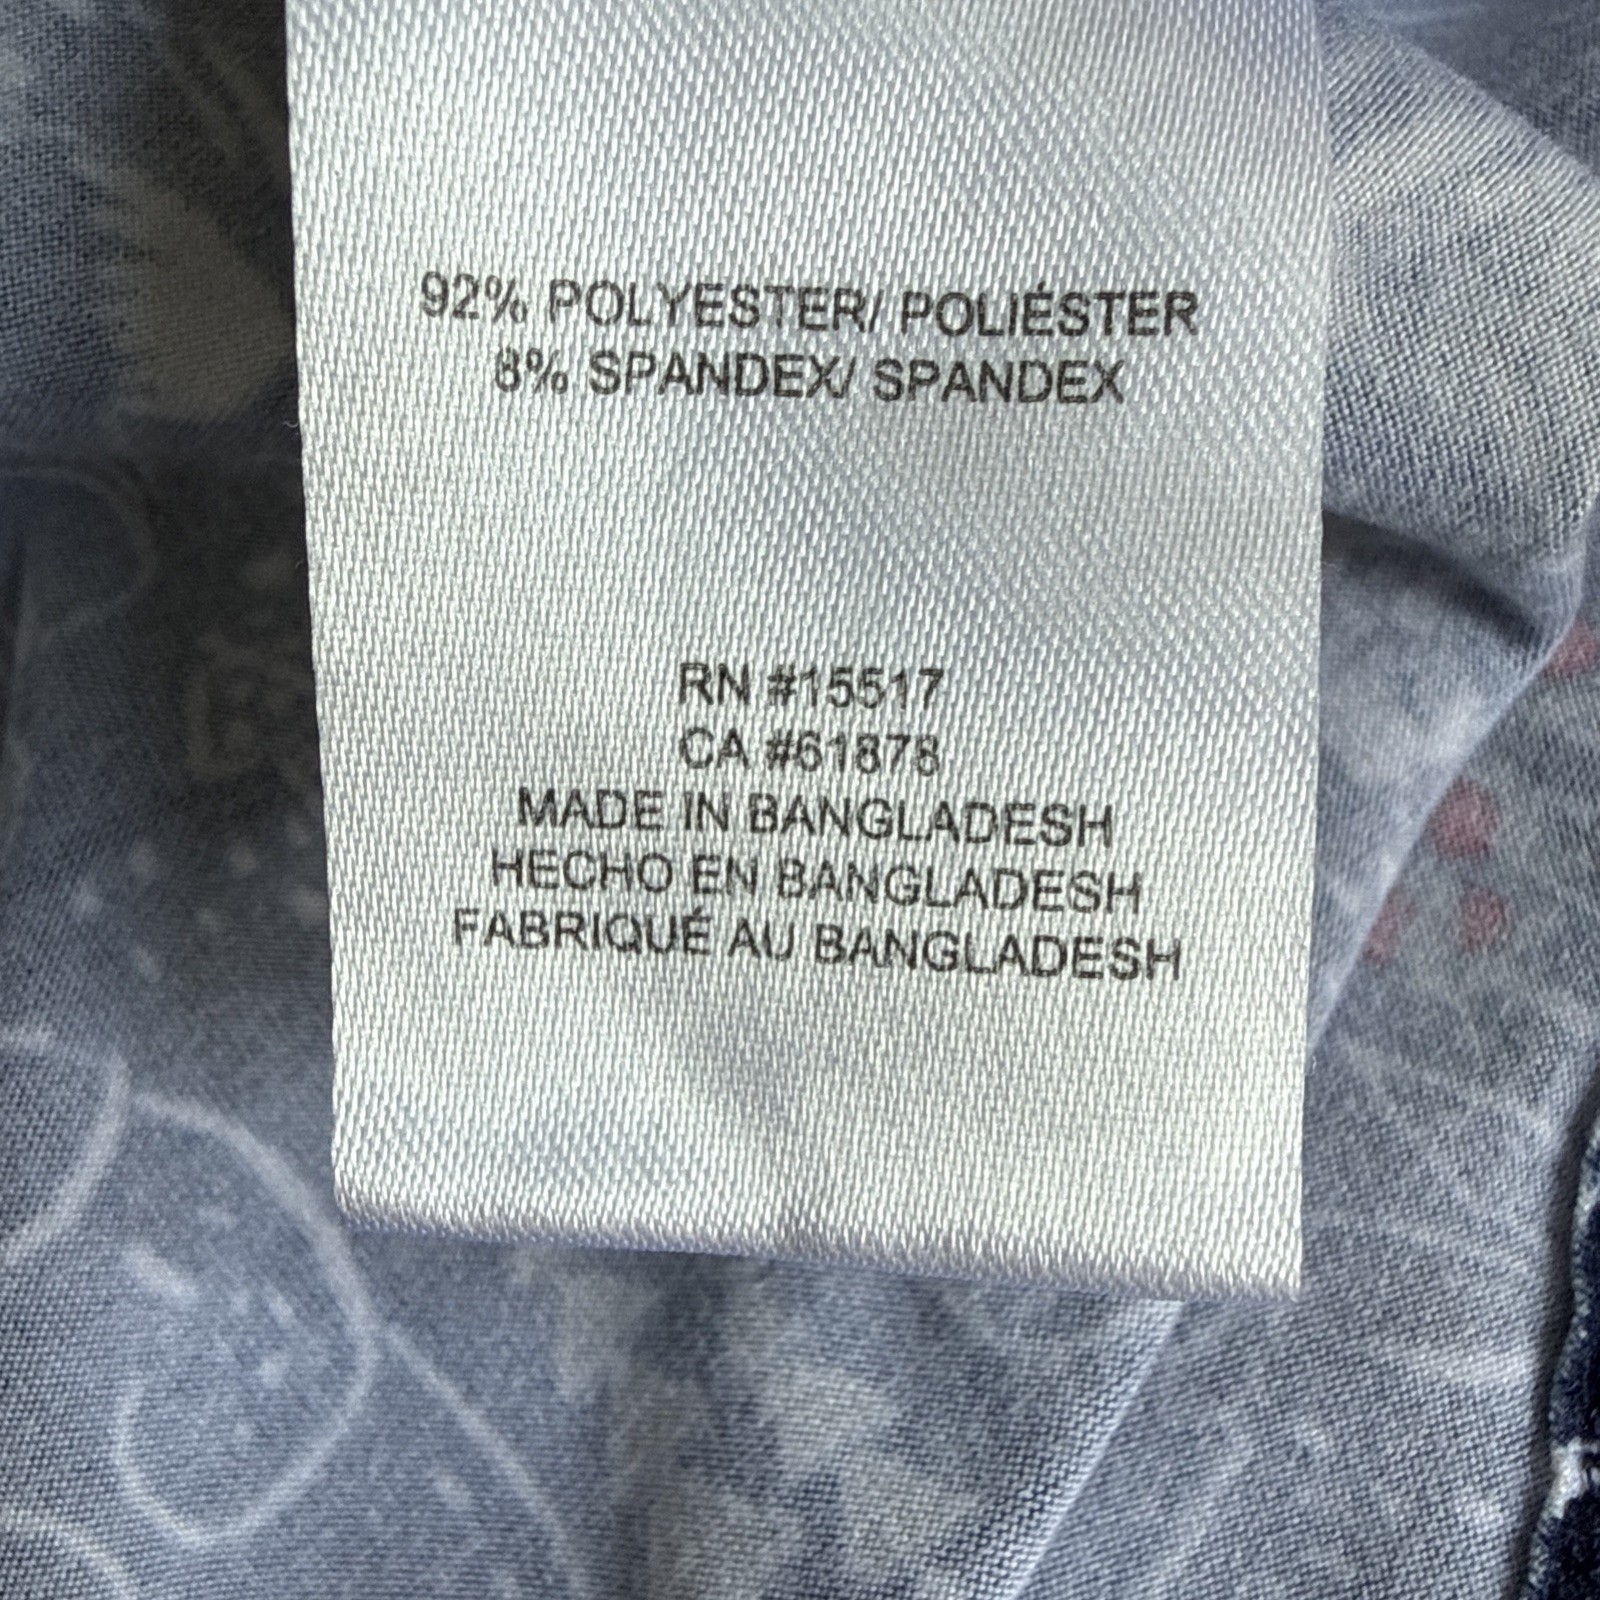 92% POLYESTER/ POLIÉSTER
8% SPANDEX/ SPANDEX
RN #15517
CA #61878
MADE IN BANGLADESH
HECHO EN BANGLADESH
FABRIQUÉ AU BANGLADESH